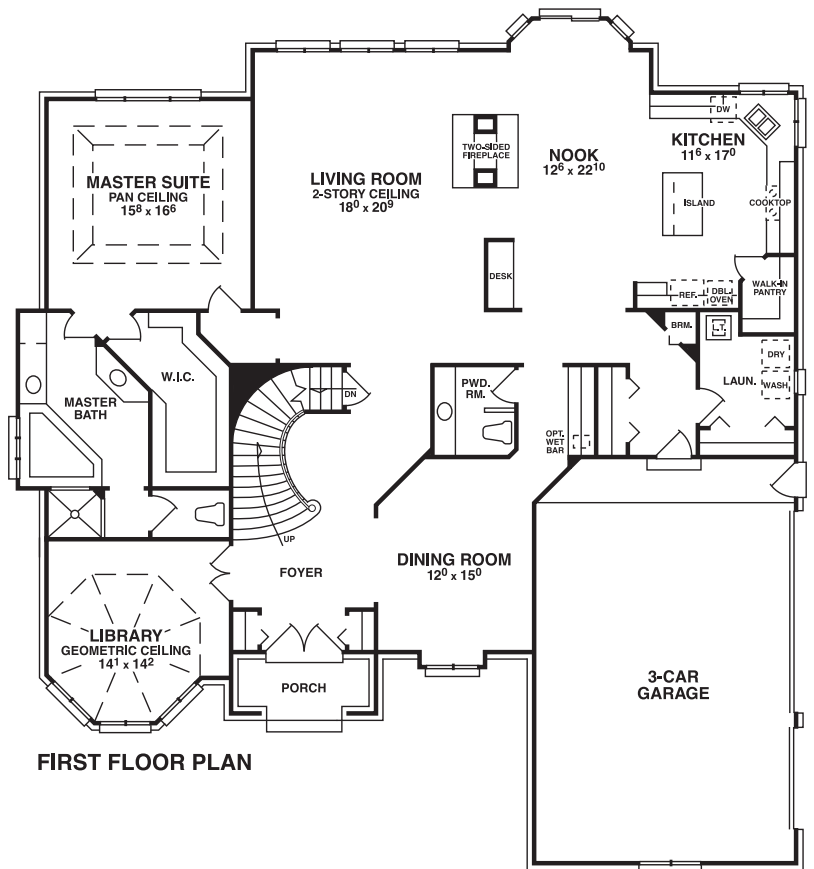 DW
KITCHEN
11⁶ x 17⁰
TWO-SIDED
FIREPLACE
NOOK
12⁶ x 22¹⁰
LIVING ROOM
2-STORY CEILING
18⁰ x 20⁹
MASTER SUITE
PAN CEILING
15⁸ x 16⁶
ISLAND
COOKTOP
DESK
REF.
DBL.
OVEN
WALK-IN
PANTRY
BRM.
L.T.
DRY
WASH
LAUN.
W.I.C.
MASTER
BATH
DN
PWD.
RM.
OPT.
WET
BAR
UP
FOYER
DINING ROOM
12⁰ x 15⁰
LIBRARY
GEOMETRIC CEILING
14¹ x 14²
PORCH
3-CAR
GARAGE
FIRST FLOOR PLAN